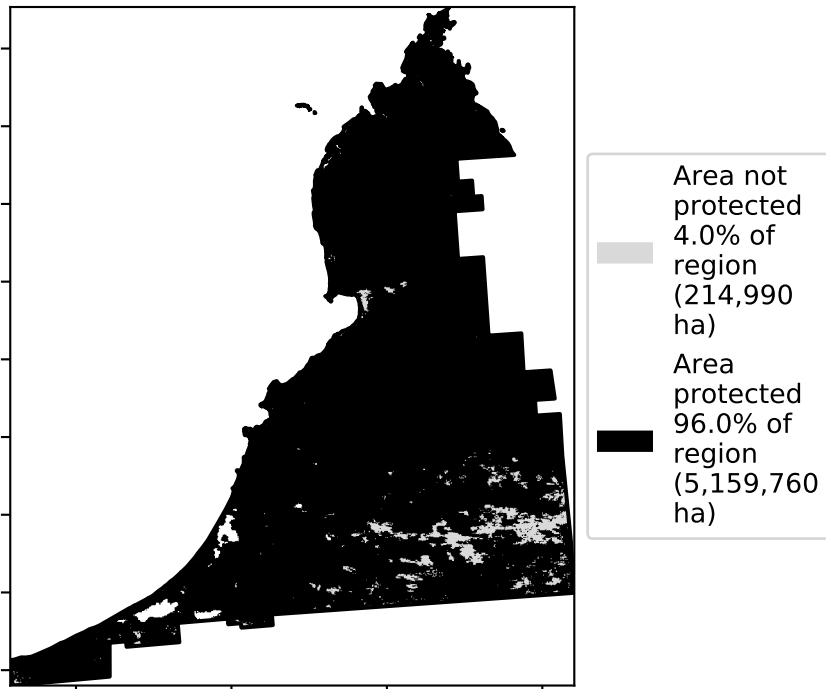 Area not
protected
4.0% of
region
(214,990
ha)
Area
protected
96.0% of
region
(5,159,760
ha)